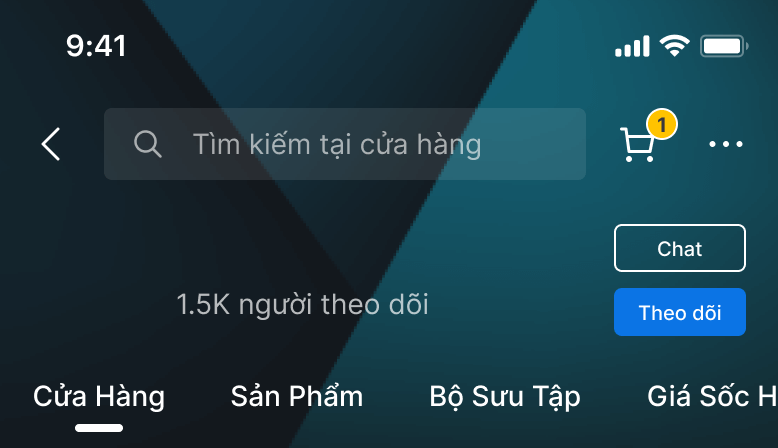 9:41
Tìm kiếm tại cửa hàng
1
Chat
1.5K người theo dõi
Theo dõi
Cửa Hàng Sản Phẩm Bộ Sưu Tập Giá Sốc H